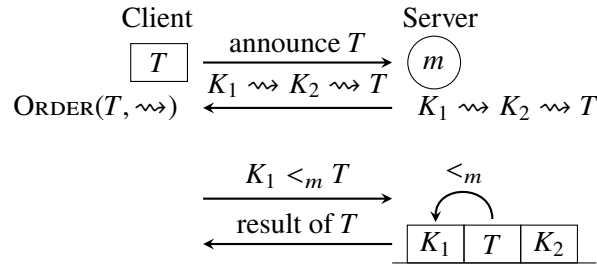 Client Server
T announce T m
K₁ ⇝ K₂ ⇝ T
ORDER(T, ⇝) K₁ ⇝ K₂ ⇝ T
K₁ <ₘ T <ₘ
result of T K₁ T K₂